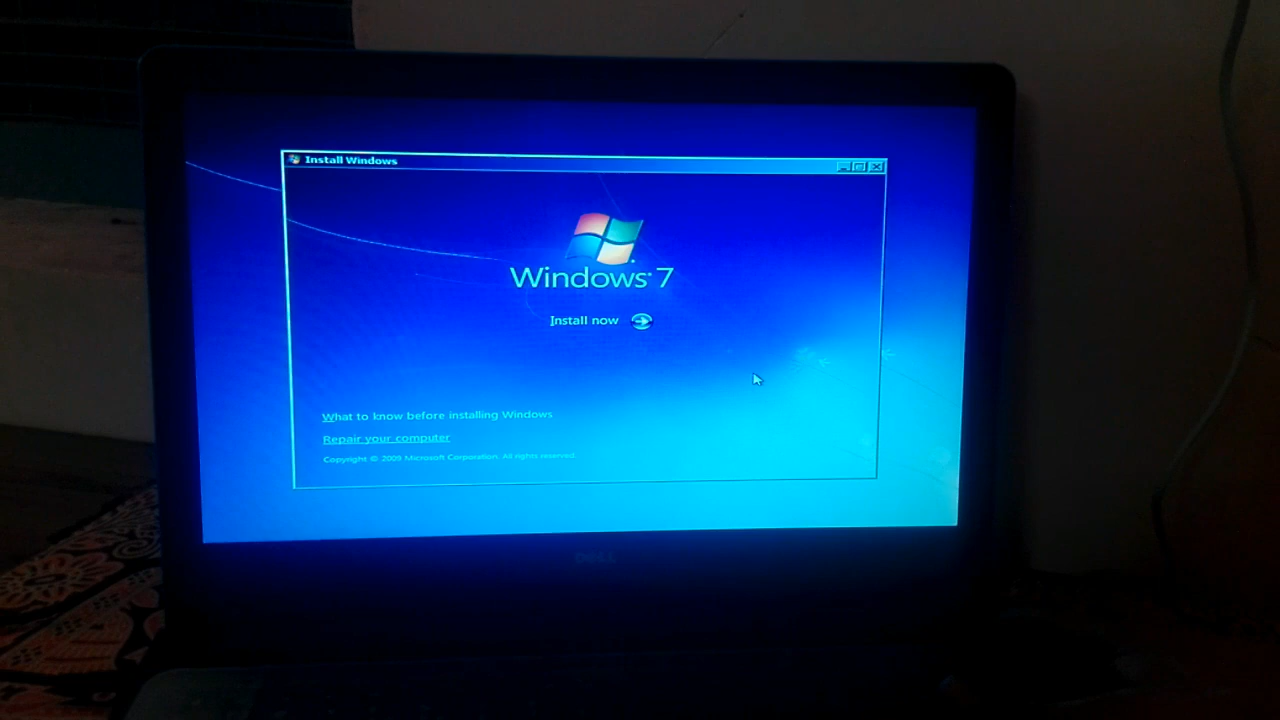 Install Windows
Windows 7
Install now
What to know before installing Windows
Repair your computer
Copyright © 2009 Microsoft Corporation. All rights reserved.
DELL